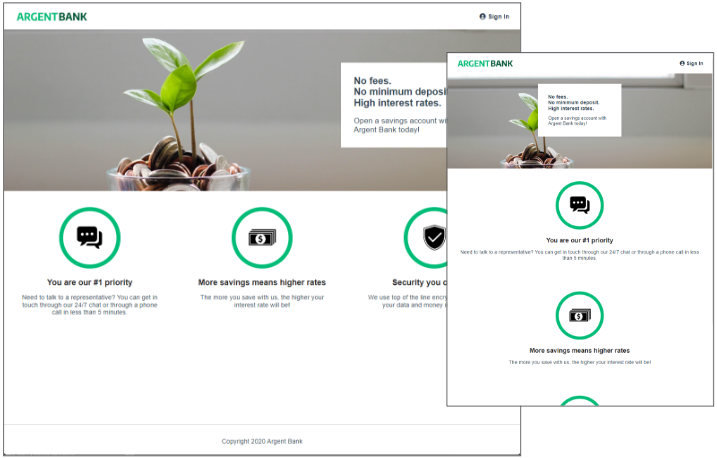 ARGENTBANK
Sign In
No fees.
No minimum deposit
High interest rates.
Open a savings account wi
Argent Bank today!
You are our #1 priority
Need to talk to a representative? You can get in
touch through our 24/7 chat or through a phone
call in less than 5 minutes.
More savings means higher rates
The more you save with us, the higher your
interest rate will be!
Security you c
We use top of the line encry
your data and money
Copyright 2020 Argent Bank
ARGENTBANK
Sign In
No fees.
No minimum deposit.
High interest rates.
Open a savings account with
Argent Bank today!
You are our #1 priority
Need to talk to a representative? You can get in touch through our 24/7 chat or through a phone call in less
than 5 minutes.
More savings means higher rates
The more you save with us, the higher your interest rate will be!